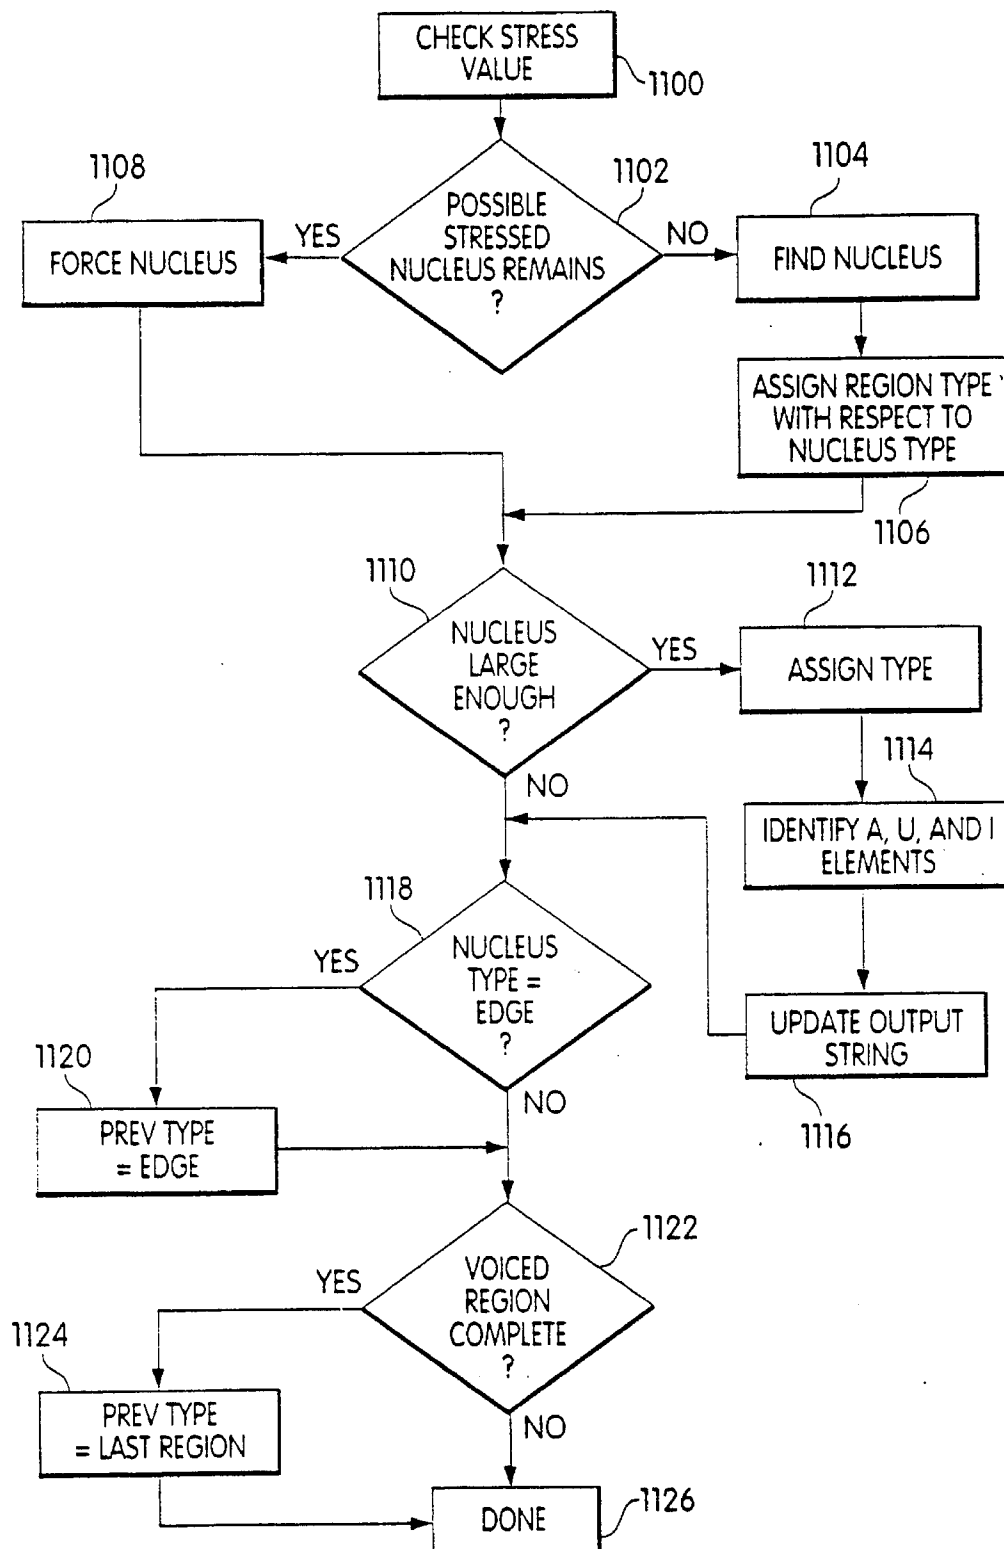 CHECK STRESS
VALUE
1100
1108
1102
1104
POSSIBLE
STRESSED
NUCLEUS REMAINS
?
YES
NO
FORCE NUCLEUS
FIND NUCLEUS
ASSIGN REGION TYPE
WITH RESPECT TO
NUCLEUS TYPE
1106
1110
1112
NUCLEUS
LARGE
ENOUGH
?
YES
ASSIGN TYPE
NO
1114
IDENTIFY A, U, AND I
ELEMENTS
1118
NUCLEUS
TYPE =
EDGE
?
YES
UPDATE OUTPUT
STRING
1116
NO
1120
PREV TYPE
= EDGE
1122
VOICED
REGION
COMPLETE
?
YES
1124
NO
PREV TYPE
= LAST REGION
DONE
1126